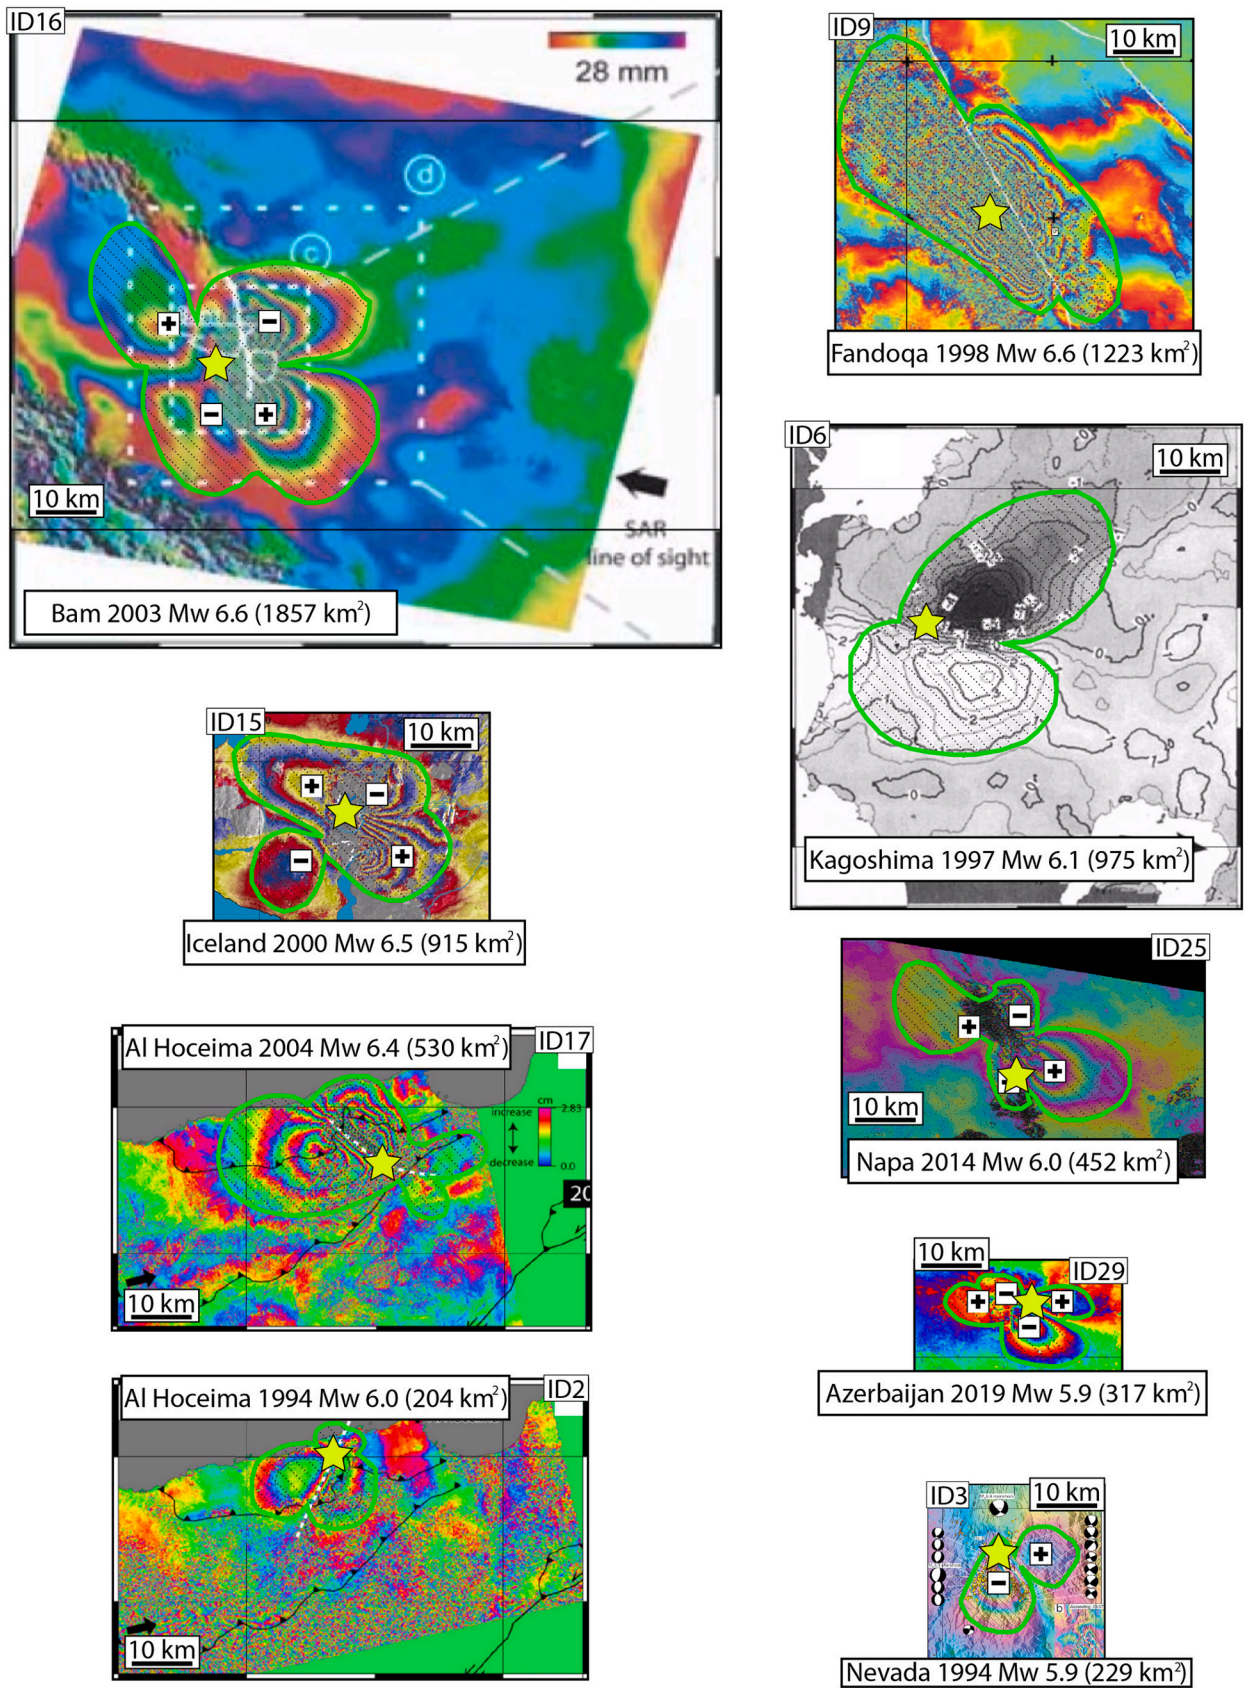 ID16
28 mm
d
c
+
−
−
+
10 km
SAR
line of sight
Bam 2003 Mw 6.6 (1857 km²)
ID9
10 km
Fandoqa 1998 Mw 6.6 (1223 km²)
ID6
10 km
Kagoshima 1997 Mw 6.1 (975 km²)
ID15
10 km
+
−
−
+
Iceland 2000 Mw 6.5 (915 km²)
ID25
+
−
+
10 km
Napa 2014 Mw 6.0 (452 km²)
Al Hoceima 2004 Mw 6.4 (530 km²)
ID17
cm
increase
2.83
decrease
0.0
20
10 km
10 km
ID29
+
−
+
−
Azerbaijan 2019 Mw 5.9 (317 km²)
Al Hoceima 1994 Mw 6.0 (204 km²)
ID2
10 km
ID3
10 km
+
−
b
Nevada 1994 Mw 5.9 (229 km²)